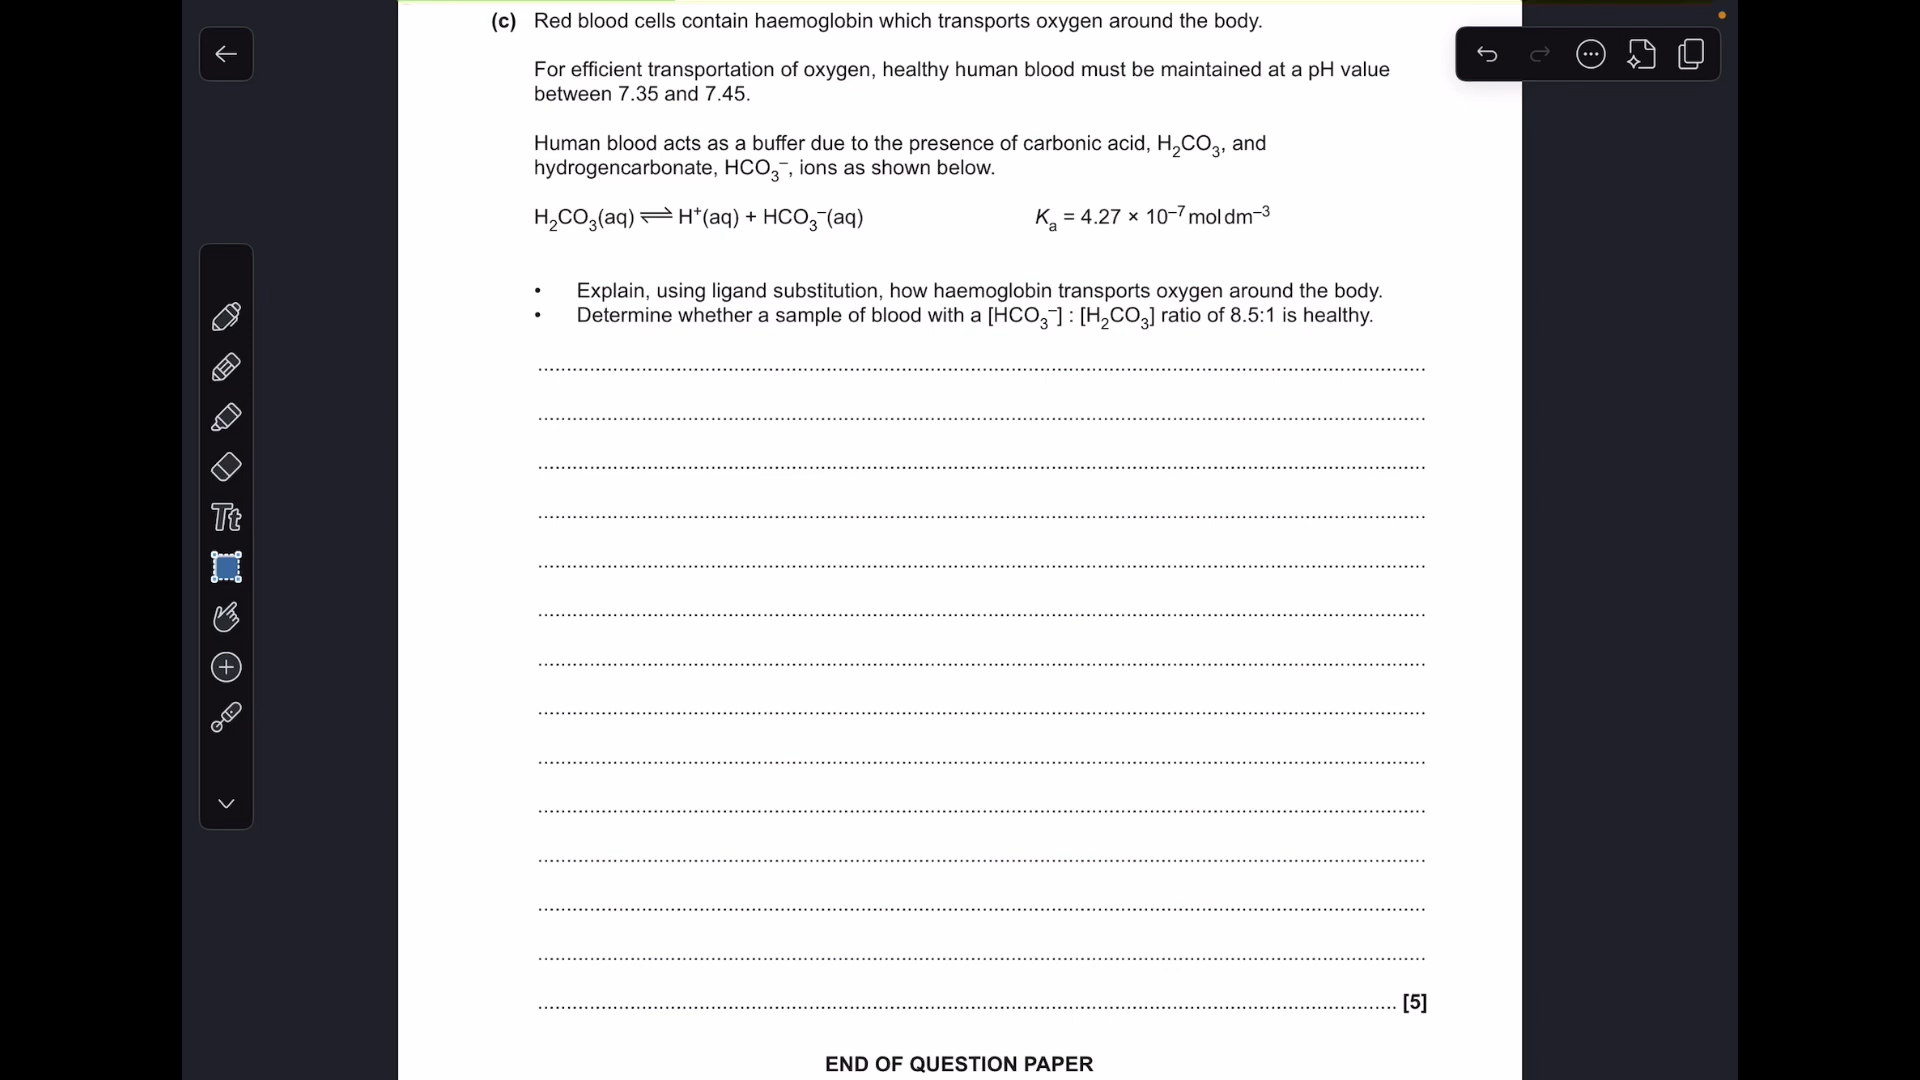 (c) Red blood cells contain haemoglobin which transports oxygen around the body.
For efficient transportation of oxygen, healthy human blood must be maintained at a pH value
between 7.35 and 7.45.
Human blood acts as a buffer due to the presence of carbonic acid, H₂CO₃, and
hydrogencarbonate, HCO₃⁻, ions as shown below.
H₂CO₃(aq) ⇌ H⁺(aq) + HCO₃⁻(aq) Kₐ = 4.27 × 10⁻⁷ mol dm⁻³
• Explain, using ligand substitution, how haemoglobin transports oxygen around the body.
• Determine whether a sample of blood with a [HCO₃⁻] : [H₂CO₃] ratio of 8.5:1 is healthy.
Tt
[5]
END OF QUESTION PAPER